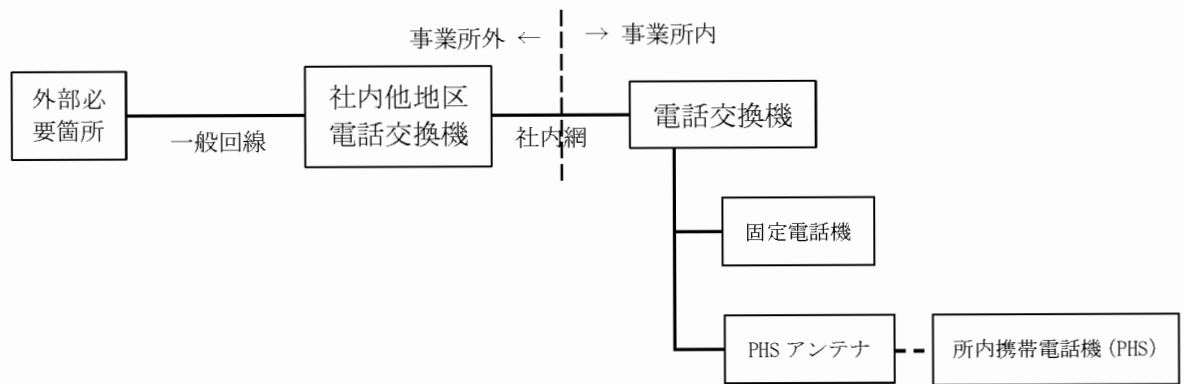 事業所外 ← → 事業所内
外部必
要箇所
一般回線
社内他地区
電話交換機
社内網
電話交換機
固定電話機
PHS アンテナ
所内携帯電話機(PHS)